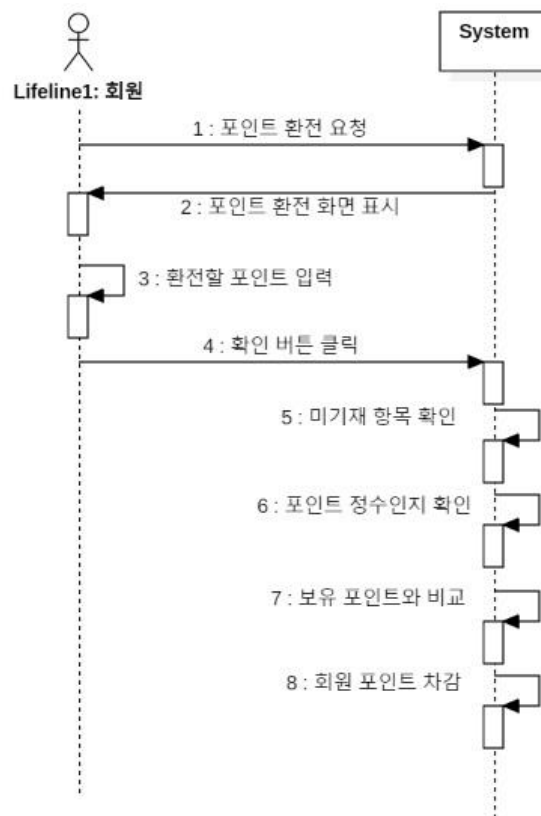 System
Lifeline1: 회원
1 : 포인트 환전 요청
2 : 포인트 환전 화면 표시
3 : 환전할 포인트 입력
4 : 확인 버튼 클릭
5 : 미기재 항목 확인
6 : 포인트 정수인지 확인
7 : 보유 포인트와 비교
8 : 회원 포인트 차감